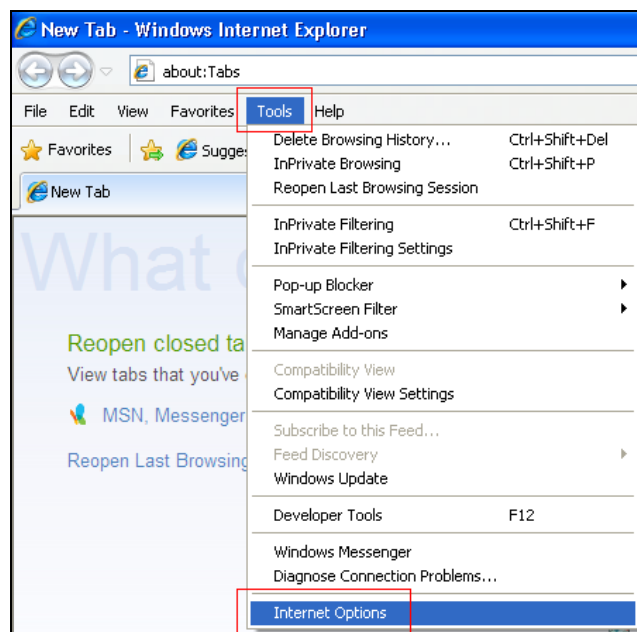 New Tab - Windows Internet Explorer
about:Tabs
File Edit View Favorites Tools Help
Favorites Sugge
New Tab
Delete Browsing History... Ctrl+Shift+Del
InPrivate Browsing Ctrl+Shift+P
Reopen Last Browsing Session
InPrivate Filtering Ctrl+Shift+F
InPrivate Filtering Settings
Pop-up Blocker
SmartScreen Filter
Manage Add-ons
Compatibility View
Compatibility View Settings
Subscribe to this Feed...
Feed Discovery
Windows Update
Developer Tools F12
Windows Messenger
Diagnose Connection Problems...
Internet Options
What
Reopen closed ta
View tabs that you've
MSN, Messenger
Reopen Last Browsing